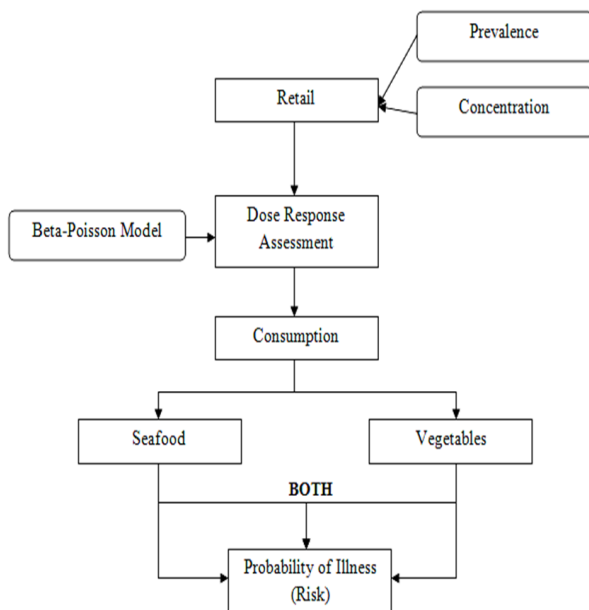 Prevalence
Retail
Concentration
Dose Response
Assessment
Beta-Poisson Model
Consumption
Seafood
Vegetables
BOTH
Probability of Illness
(Risk)